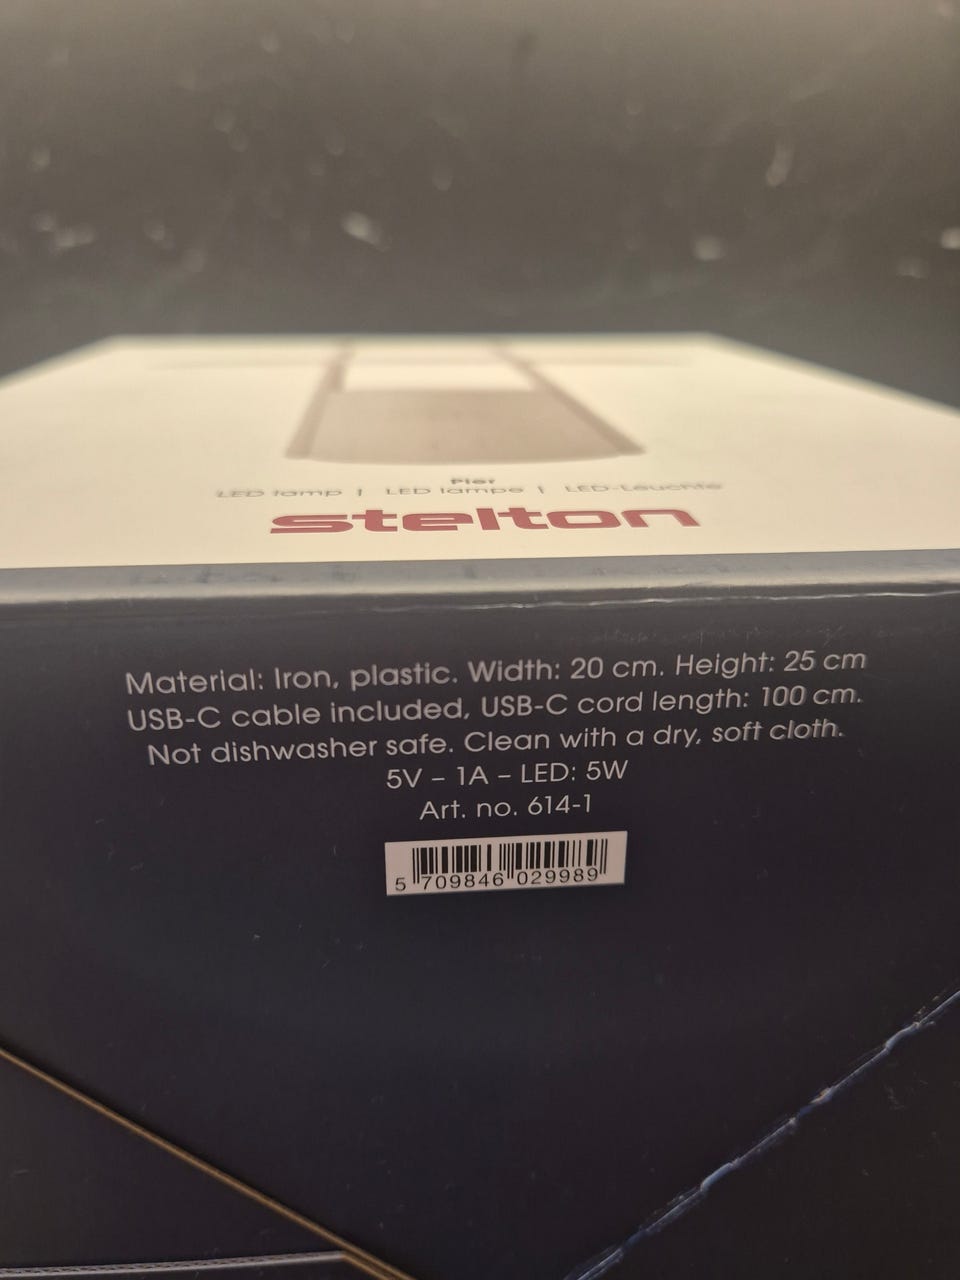 Pier
LED lamp | LED lampe | LED-Leuchte
stelton
Material: Iron, plastic. Width: 20 cm. Height: 25 cm
USB-C cable included, USB-C cord length: 100 cm.
Not dishwasher safe. Clean with a dry, soft cloth.
5V – 1A – LED: 5W
Art. no. 614-1
5 709846 029989